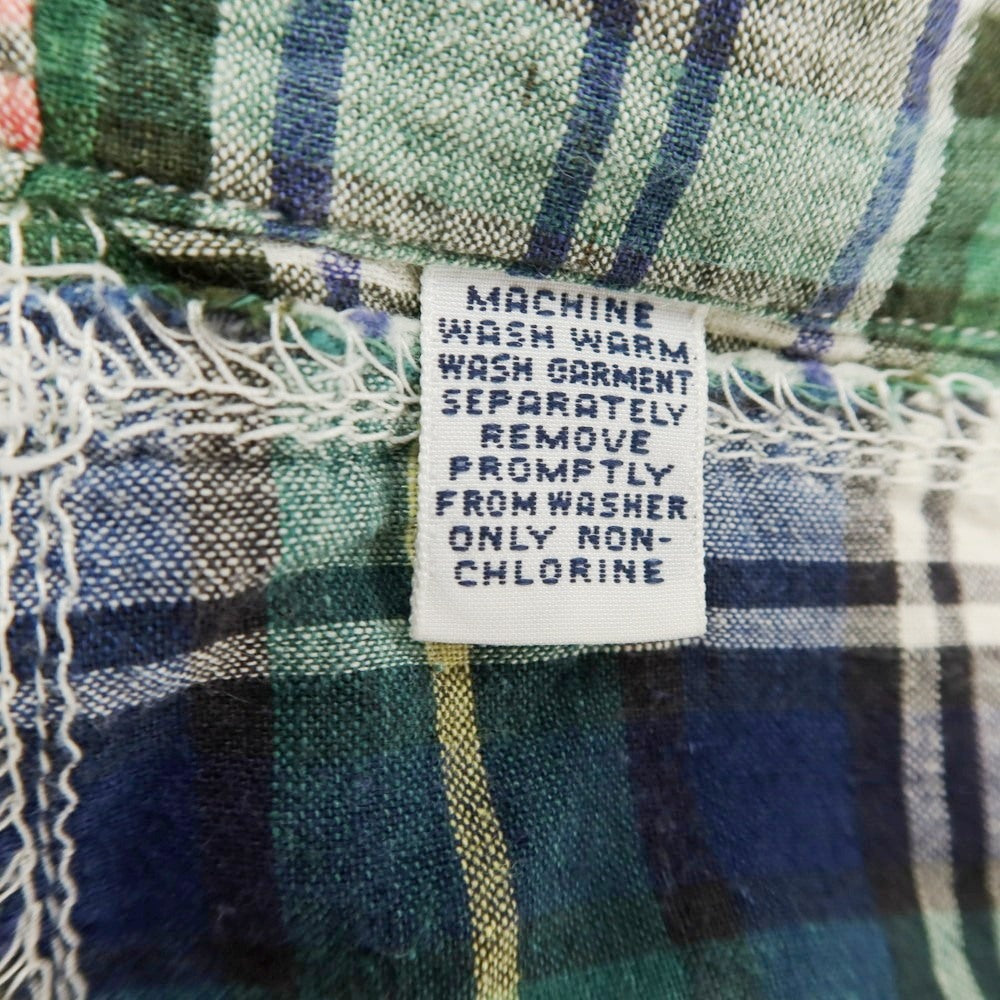 MACHINE
WASH WARM
WASH GARMENT
SEPARATELY
REMOVE
PROMPTLY
FROM WASHER
ONLY NON-
CHLORINE